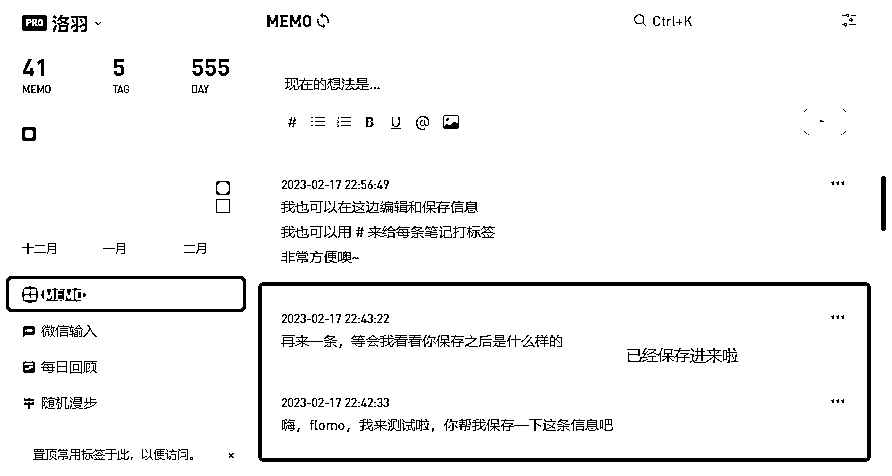 PRO 洛羽
41 5 555
MEMO TAG DAY
十二月 一月 二月
MEMO
微信输入
每日回顾
随机漫步
置顶常用标签于此，以便访问。 ×
MEMO
Ctrl+K
现在的想法是...
# B U @
2023-02-17 22:56:49
我也可以在这边编辑和保存信息
我也可以用 # 来给每条笔记打标签
非常方便噢~
2023-02-17 22:43:22
再来一条，等会我看看你保存之后是什么样的
已经保存进来啦
2023-02-17 22:42:33
嗨，flomo，我来测试啦，你帮我保存一下这条信息吧